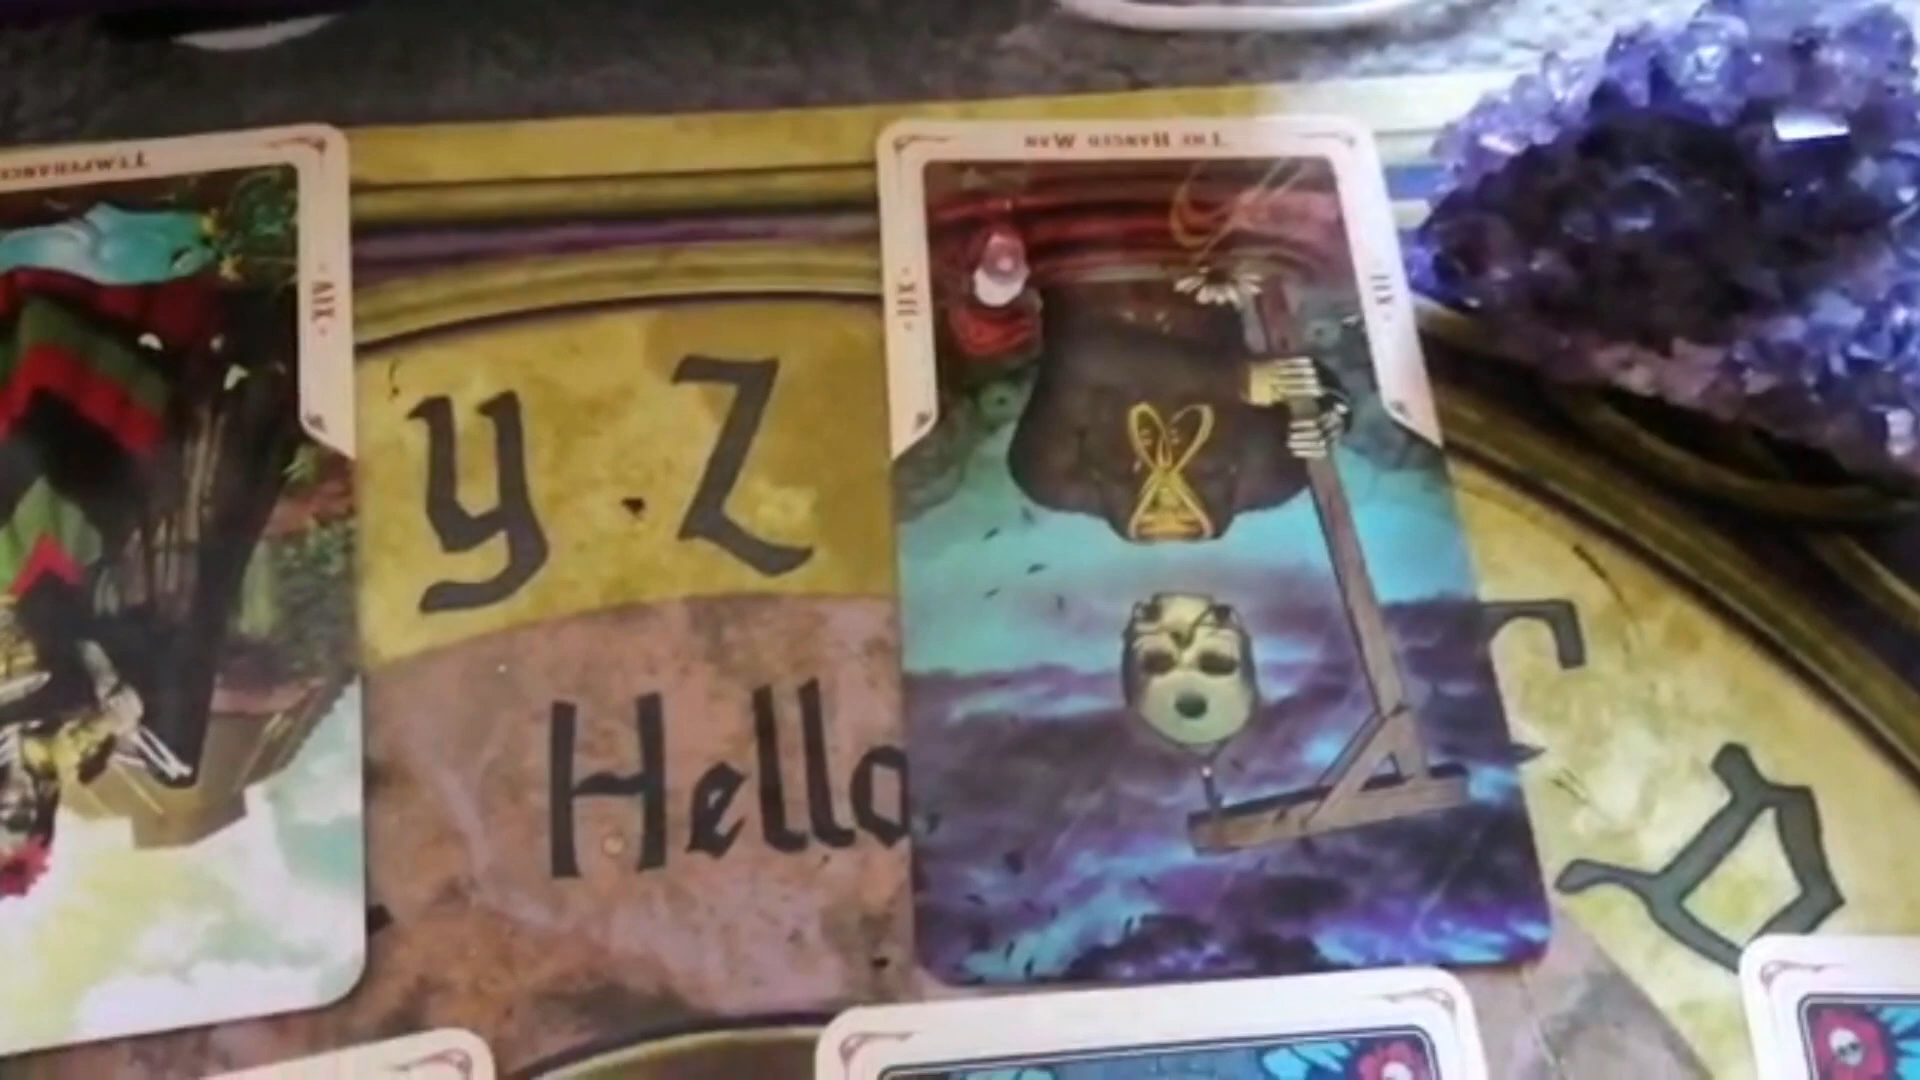 TEMPERANCE
THE HANGED MAN
XIV
XII
XII
y z
Hello